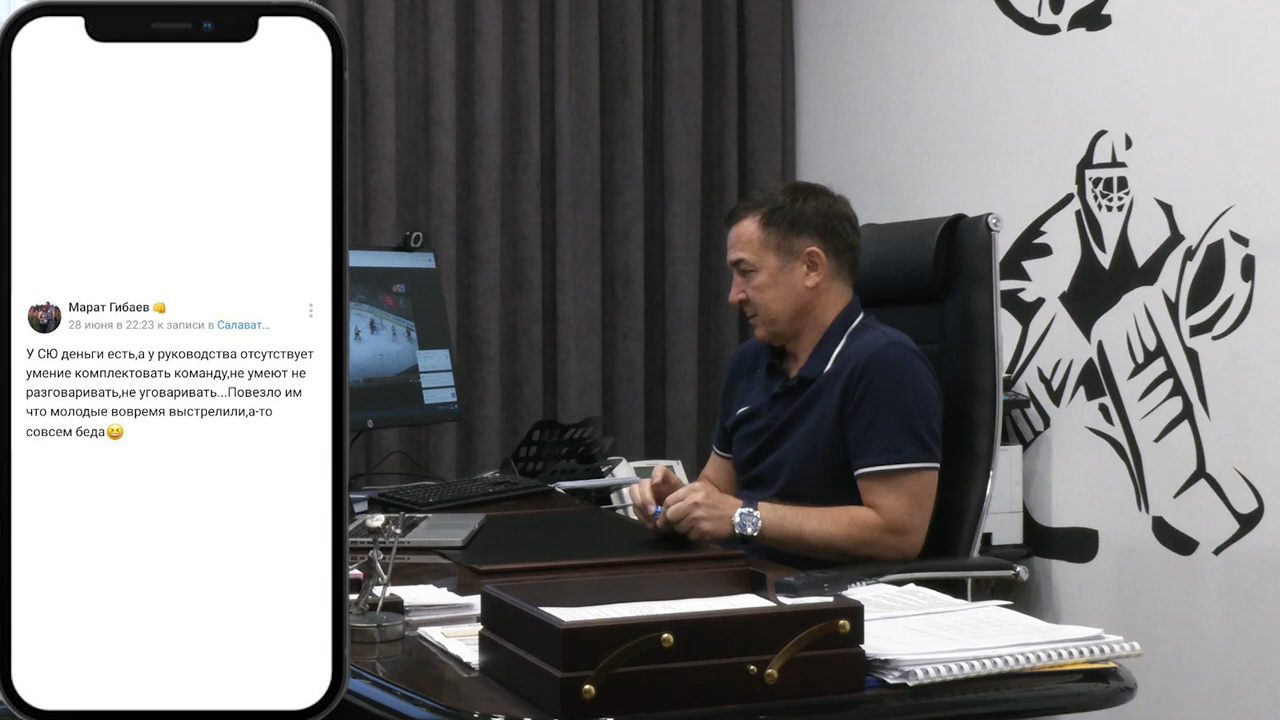 Марат Гибаев 👊
28 июня в 22:23 к записи в Салават...
У СЮ деньги есть,а у руководства отсутствует
умение комплектовать команду,не умеют не
разговаривать,не уговаривать...Повезло им
что молодые вовремя выстрелили,а-то
совсем беда😆